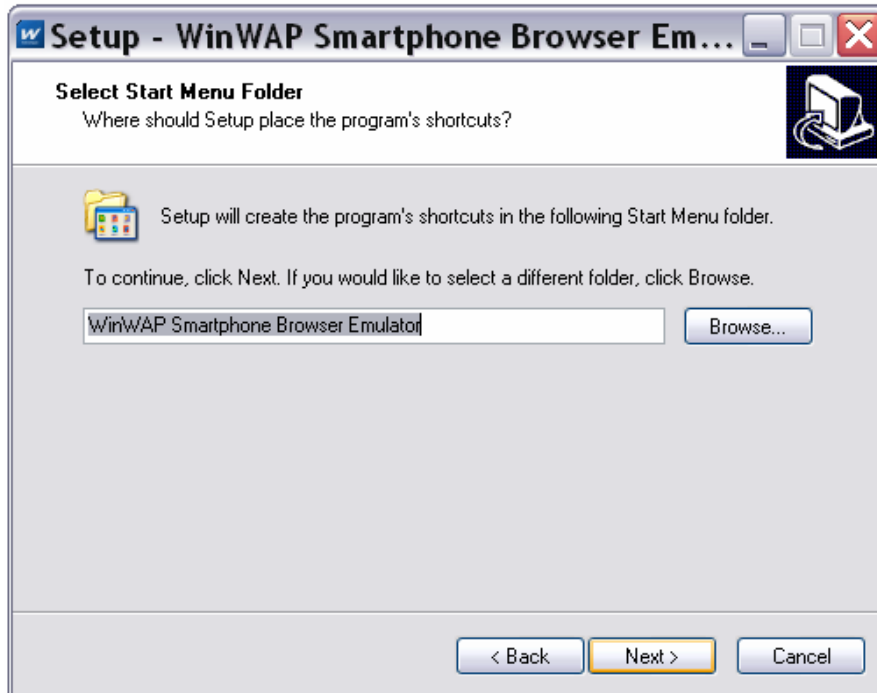 Setup - WinWAP Smartphone Browser Em...
Select Start Menu Folder
Where should Setup place the program's shortcuts?
Setup will create the program's shortcuts in the following Start Menu folder.
To continue, click Next. If you would like to select a different folder, click Browse.
WinWAP Smartphone Browser Emulator
Browse...
< Back
Next >
Cancel